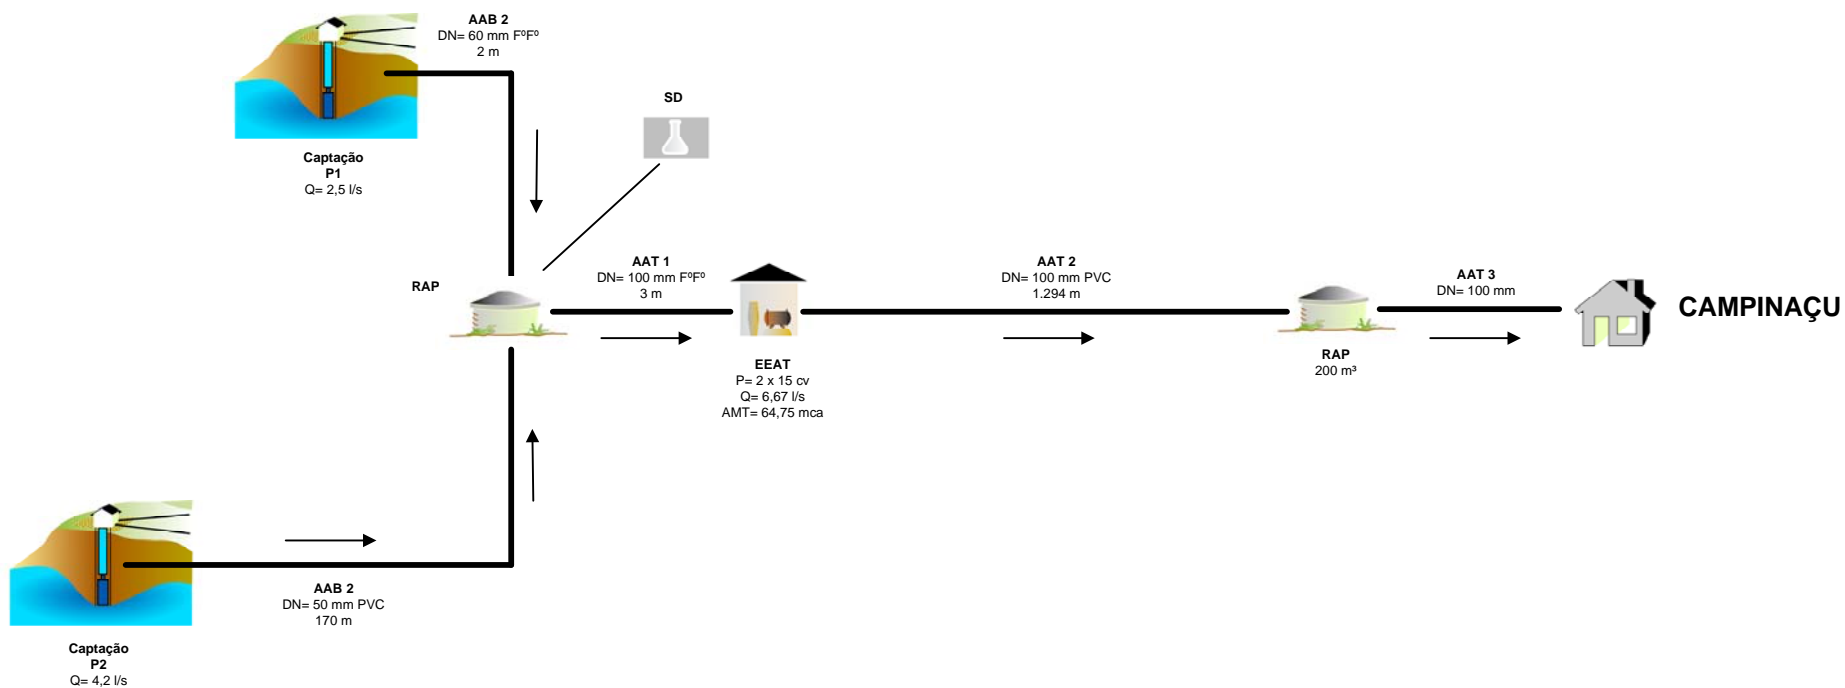 AAB 2
DN= 60 mm FºFº
2 m
Captação
P1
Q= 2,5 l/s
SD
RAP
AAT 1
DN= 100 mm FºFº
3 m
EEAT
P= 2 x 15 cv
Q= 6,67 l/s
AMT= 64,75 mca
AAT 2
DN= 100 mm PVC
1.294 m
RAP
200 m³
AAT 3
DN= 100 mm
CAMPINAÇU
AAB 2
DN= 50 mm PVC
170 m
Captação
P2
Q= 4,2 l/s